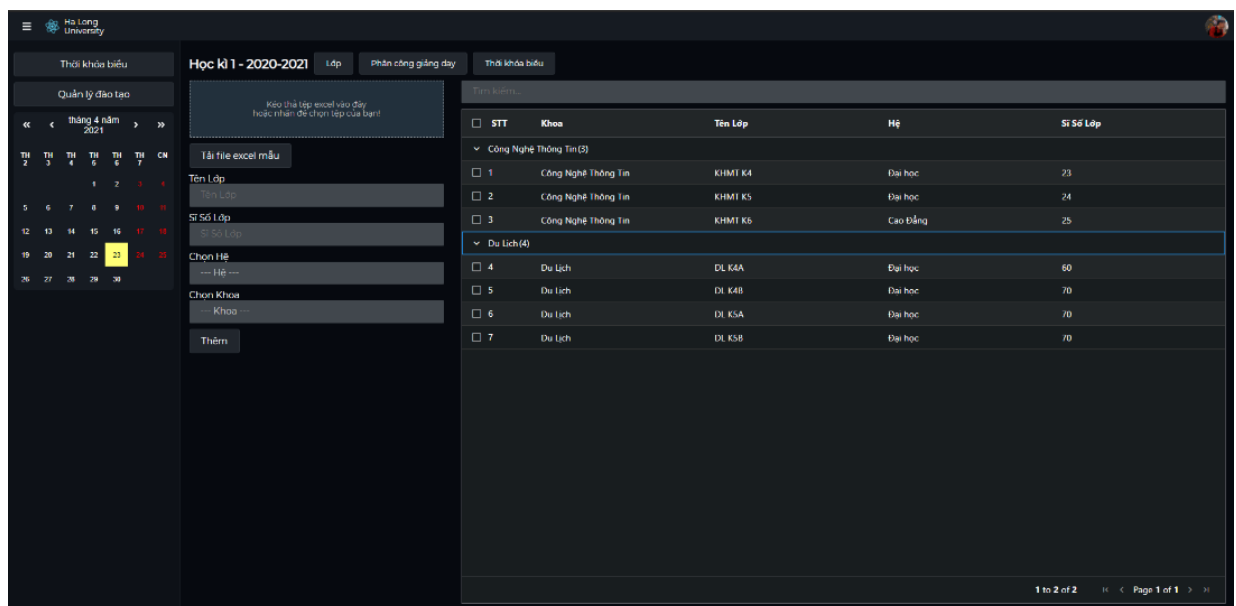 Ha Long
University
Thời khóa biểu
Quản lý đào tạo
« ‹ tháng 4 năm 2021 › »
TH 2 TH 3 TH 4 TH 5 TH 6 TH 7 CN
1 2 3 4
5 6 7 8 9 10 11
12 13 14 15 16 17 18
19 20 21 22 23 24 25
26 27 28 29 30
Học kì 1 - 2020-2021 Lớp Phân công giảng dạy Thời khóa biểu
Kéo thả tệp excel vào đây
hoặc nhấn để chọn tệp của bạn!
Tải file excel mẫu
Tên Lớp
Tên Lớp
Sĩ Số Lớp
Sĩ Số Lớp
Chọn Hệ
--- Hệ ---
Chọn Khoa
--- Khoa ---
Thêm
Tìm kiếm...
STT Khoa Tên Lớp Hệ Sĩ Số Lớp
Công Nghệ Thông Tin (3)
1 Công Nghệ Thông Tin KHMT K4 Đại học 23
2 Công Nghệ Thông Tin KHMT K5 Đại học 24
3 Công Nghệ Thông Tin KHMT K6 Cao Đẳng 25
Du Lịch (4)
4 Du Lịch DL K4A Đại học 60
5 Du Lịch DL K4B Đại học 70
6 Du Lịch DL K5A Đại học 70
7 Du Lịch DL K5B Đại học 70
1 to 2 of 2 Page 1 of 1